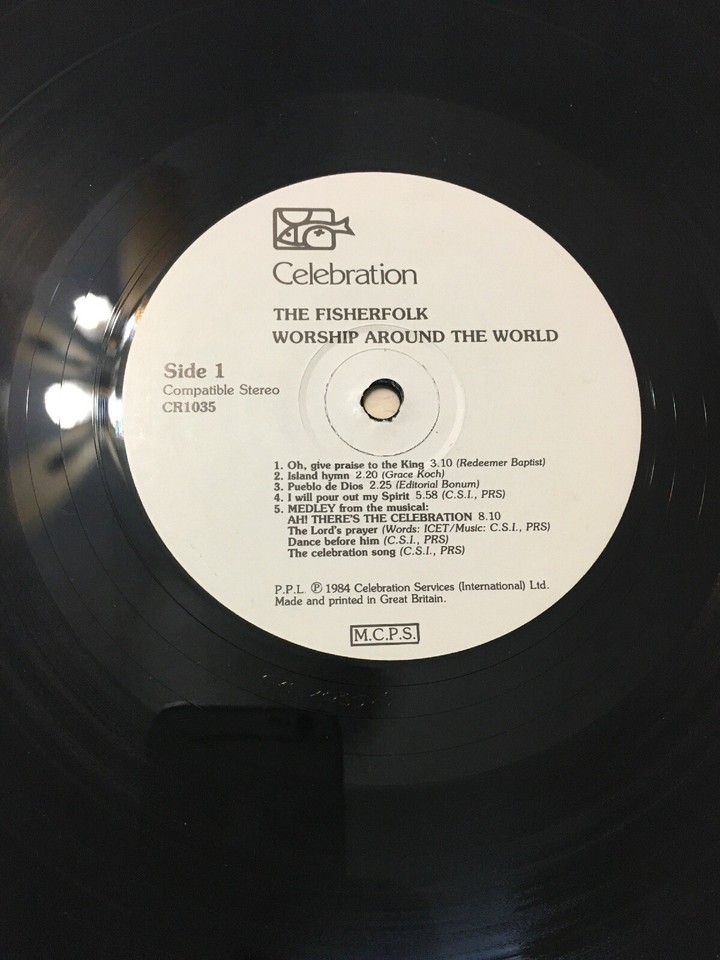 Celebration
THE FISHERFOLK
WORSHIP AROUND THE WORLD
Side 1
Compatible Stereo
CR1035
1. Oh, give praise to the King 3.10 (Redeemer Baptist)
2. Island hymn 2.20 (Grace Koch)
3. Pueblo de Dios 2.25 (Editorial Bonum)
4. I will pour out my Spirit 5.58 (C.S.I., PRS)
5. MEDLEY from the musical:
AH! THERE'S THE CELEBRATION 8.10
The Lord's prayer (Words: ICET/Music: C.S.I., PRS)
Dance before him (C.S.I., PRS)
The celebration song (C.S.I., PRS)
P.P.L. Ⓟ 1984 Celebration Services (International) Ltd.
Made and printed in Great Britain.
M.C.P.S.